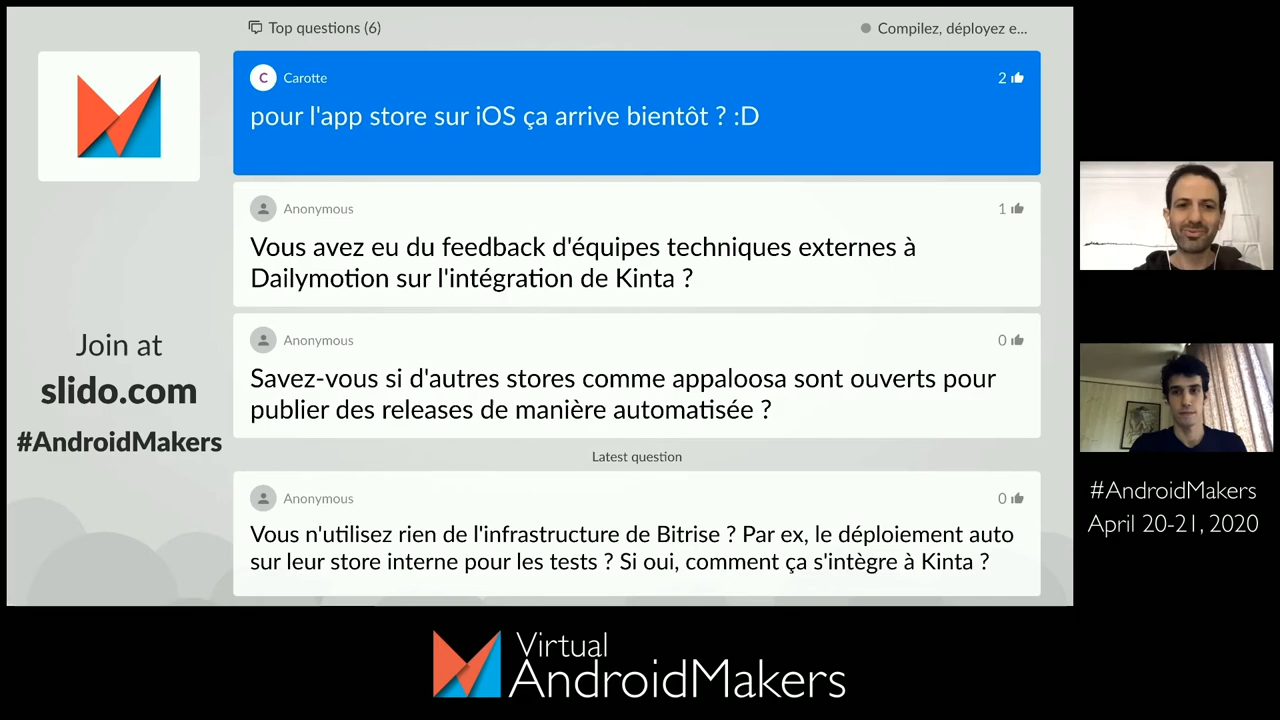 Top questions (6)
Compilez, déployez e...
C Carotte
2
pour l'app store sur iOS ça arrive bientôt ? :D
Anonymous
1
Vous avez eu du feedback d'équipes techniques externes à
Dailymotion sur l'intégration de Kinta ?
Anonymous
0
Savez-vous si d'autres stores comme appaloosa sont ouverts pour
publier des releases de manière automatisée ?
Latest question
Anonymous
0
Vous n'utilisez rien de l'infrastructure de Bitrise ? Par ex, le déploiement auto
sur leur store interne pour les tests ? Si oui, comment ça s'intègre à Kinta ?
Join at
slido.com
#AndroidMakers
#AndroidMakers
April 20-21, 2020
Virtual
AndroidMakers